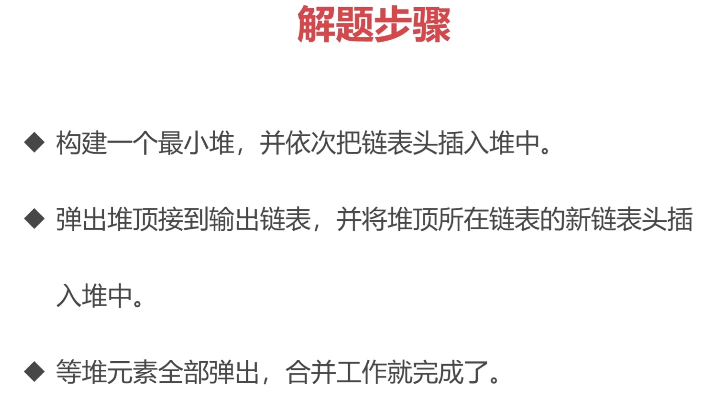 解题步骤
◆ 构建一个最小堆，并依次把链表头插入堆中。
◆ 弹出堆顶接到输出链表，并将堆顶所在链表的新链表头插
入堆中。
◆ 等堆元素全部弹出，合并工作就完成了。